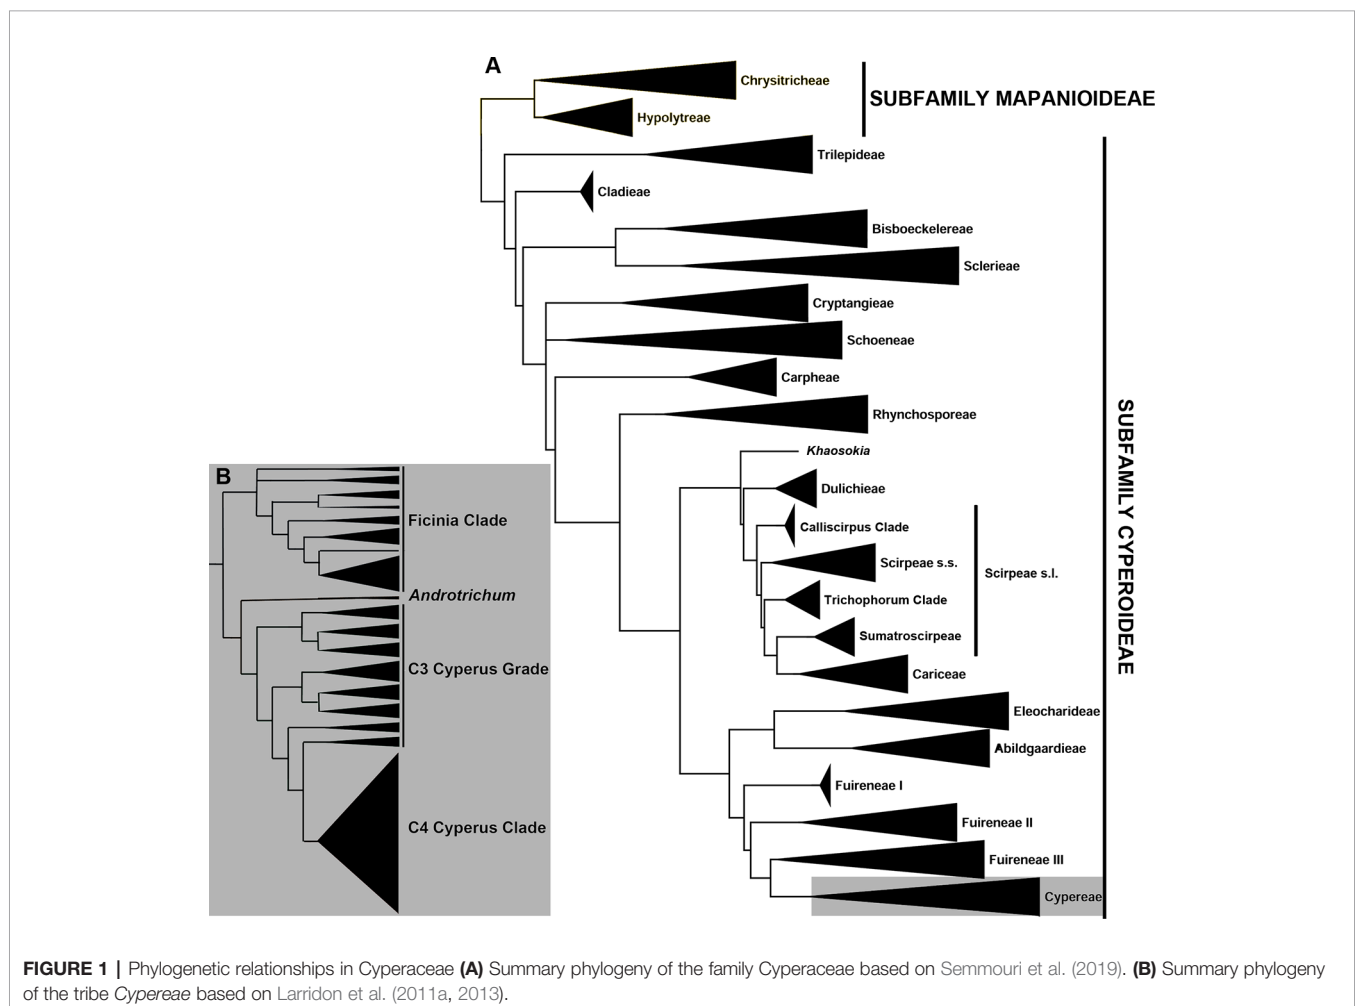 A
Chrysitricheae
SUBFAMILY MAPANIOIDEAE
Hypolytreae
Trilepideae
Cladieae
Bisboeckelereae
Sclerieae
Cryptangieae
Schoeneae
Carpheae
Rhynchosporeae
SUBFAMILY CYPEROIDEAE
Khaosokia
Dulichieae
Calliscirpus Clade
Scirpeae s.s.
Scirpeae s.l.
Trichophorum Clade
Sumatroscirpeae
Cariceae
Eleocharideae
Abildgaardieae
Fuireneae I
Fuireneae II
Fuireneae III
Cypereae
B
Ficinia Clade
Androtrichum
C3 Cyperus Grade
C4 Cyperus Clade
FIGURE 1 | Phylogenetic relationships in Cyperaceae (A) Summary phylogeny of the family Cyperaceae based on Semmouri et al. (2019). (B) Summary phylogeny
of the tribe Cypereae based on Larridon et al. (2011a, 2013).